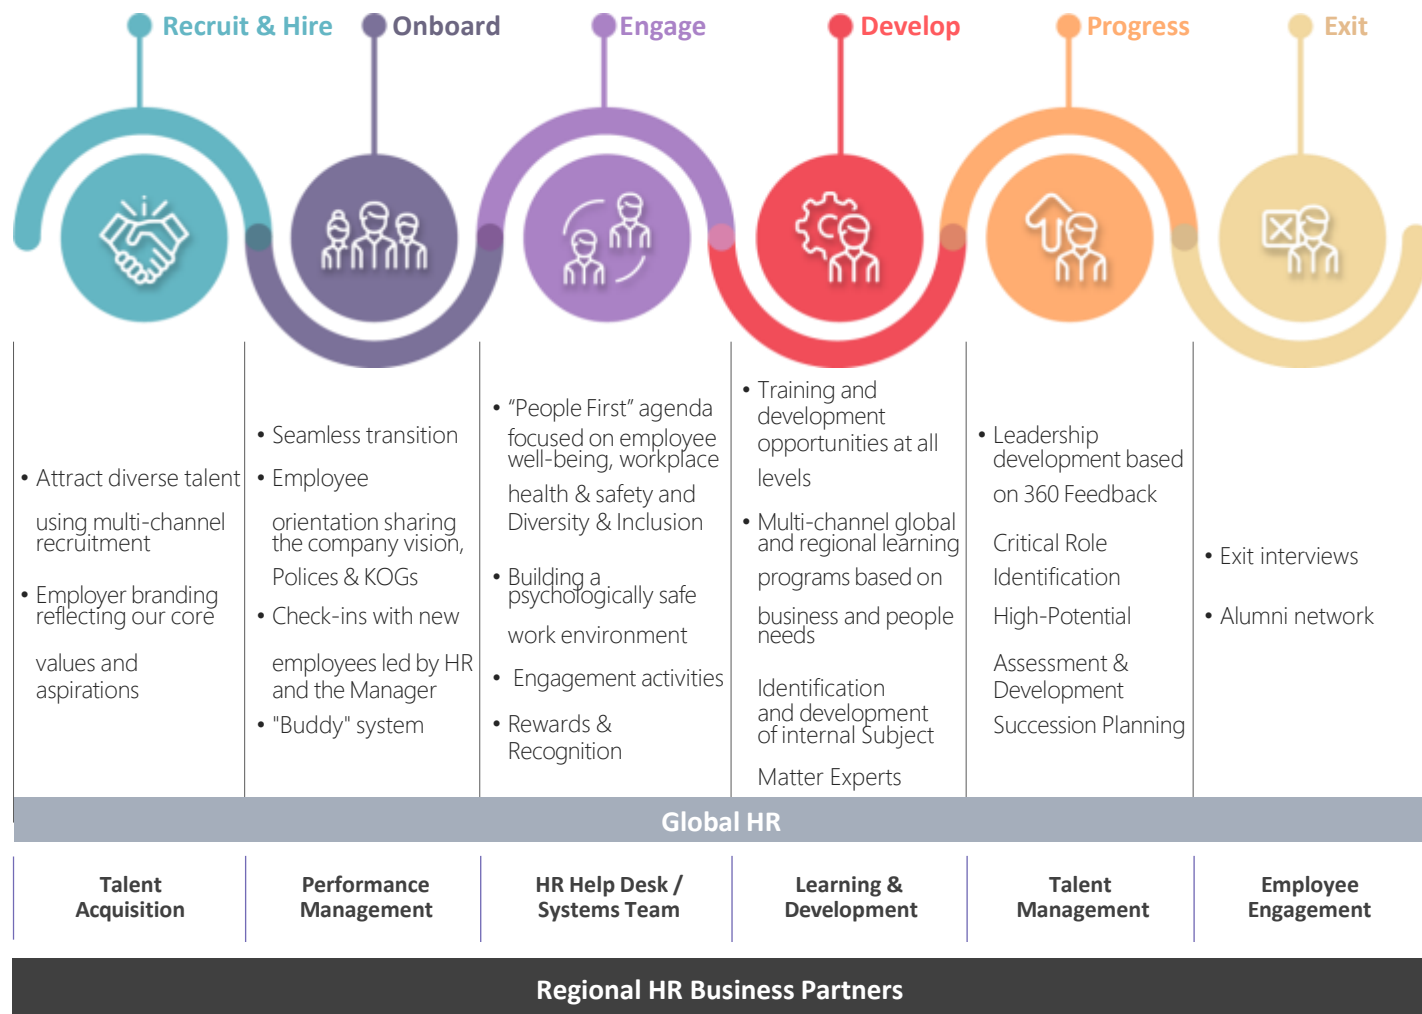 Recruit & Hire
Onboard
Engage
Develop
Progress
Exit
• Attract diverse talent
using multi-channel
recruitment
• Employer branding
reflecting our core
values and
aspirations
• Seamless transition
• Employee
orientation sharing
the company vision,
Polices & KOGs
• Check-ins with new
employees led by HR
and the Manager
• "Buddy" system
• “People First” agenda
focused on employee
well-being, workplace
health & safety and
Diversity & Inclusion
• Building a
psychologically safe
work environment
• Engagement activities
• Rewards &
Recognition
• Training and
development
opportunities at all
levels
• Multi-channel global
and regional learning
programs based on
business and people
needs
Identification
and development
of internal Subject
Matter Experts
• Leadership
development based
on 360 Feedback
Critical Role
Identification
High-Potential
Assessment &
Development
Succession Planning
• Exit interviews
• Alumni network
Global HR
Talent
Acquisition
Performance
Management
HR Help Desk /
Systems Team
Learning &
Development
Talent
Management
Employee
Engagement
Regional HR Business Partners